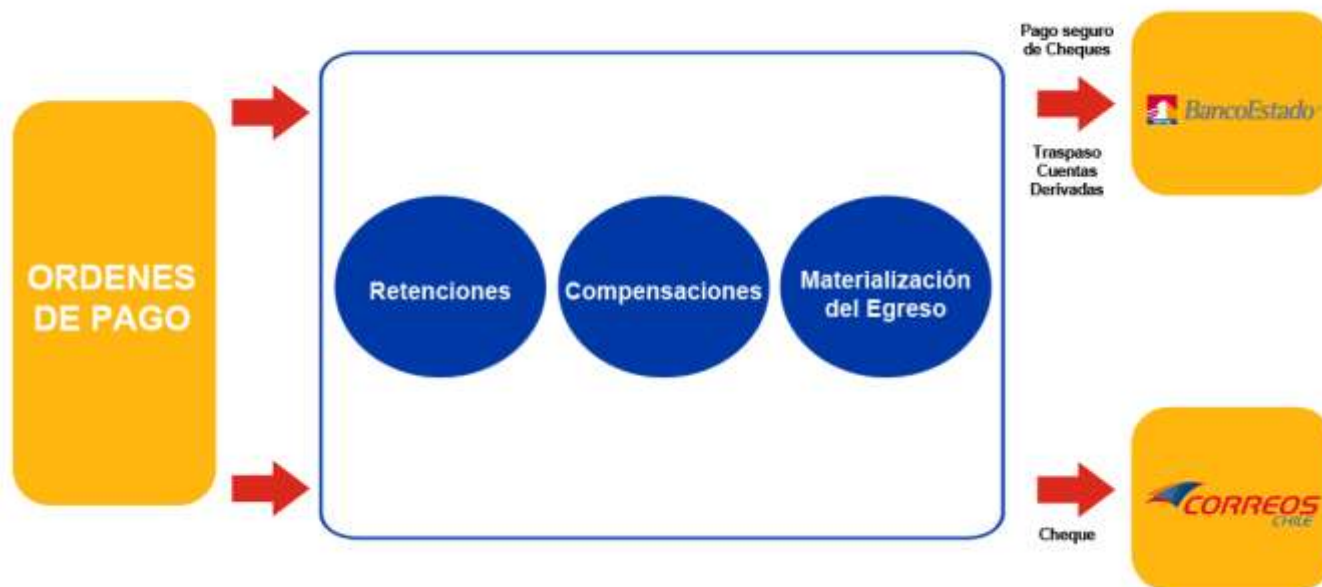 ORDENES
DE PAGO
Retenciones
Compensaciones
Materialización
del Egreso
Pago seguro
de Cheques
Traspaso
Cuentas
Derivadas
BancoEstado
Cheque
CORREOS
CHILE